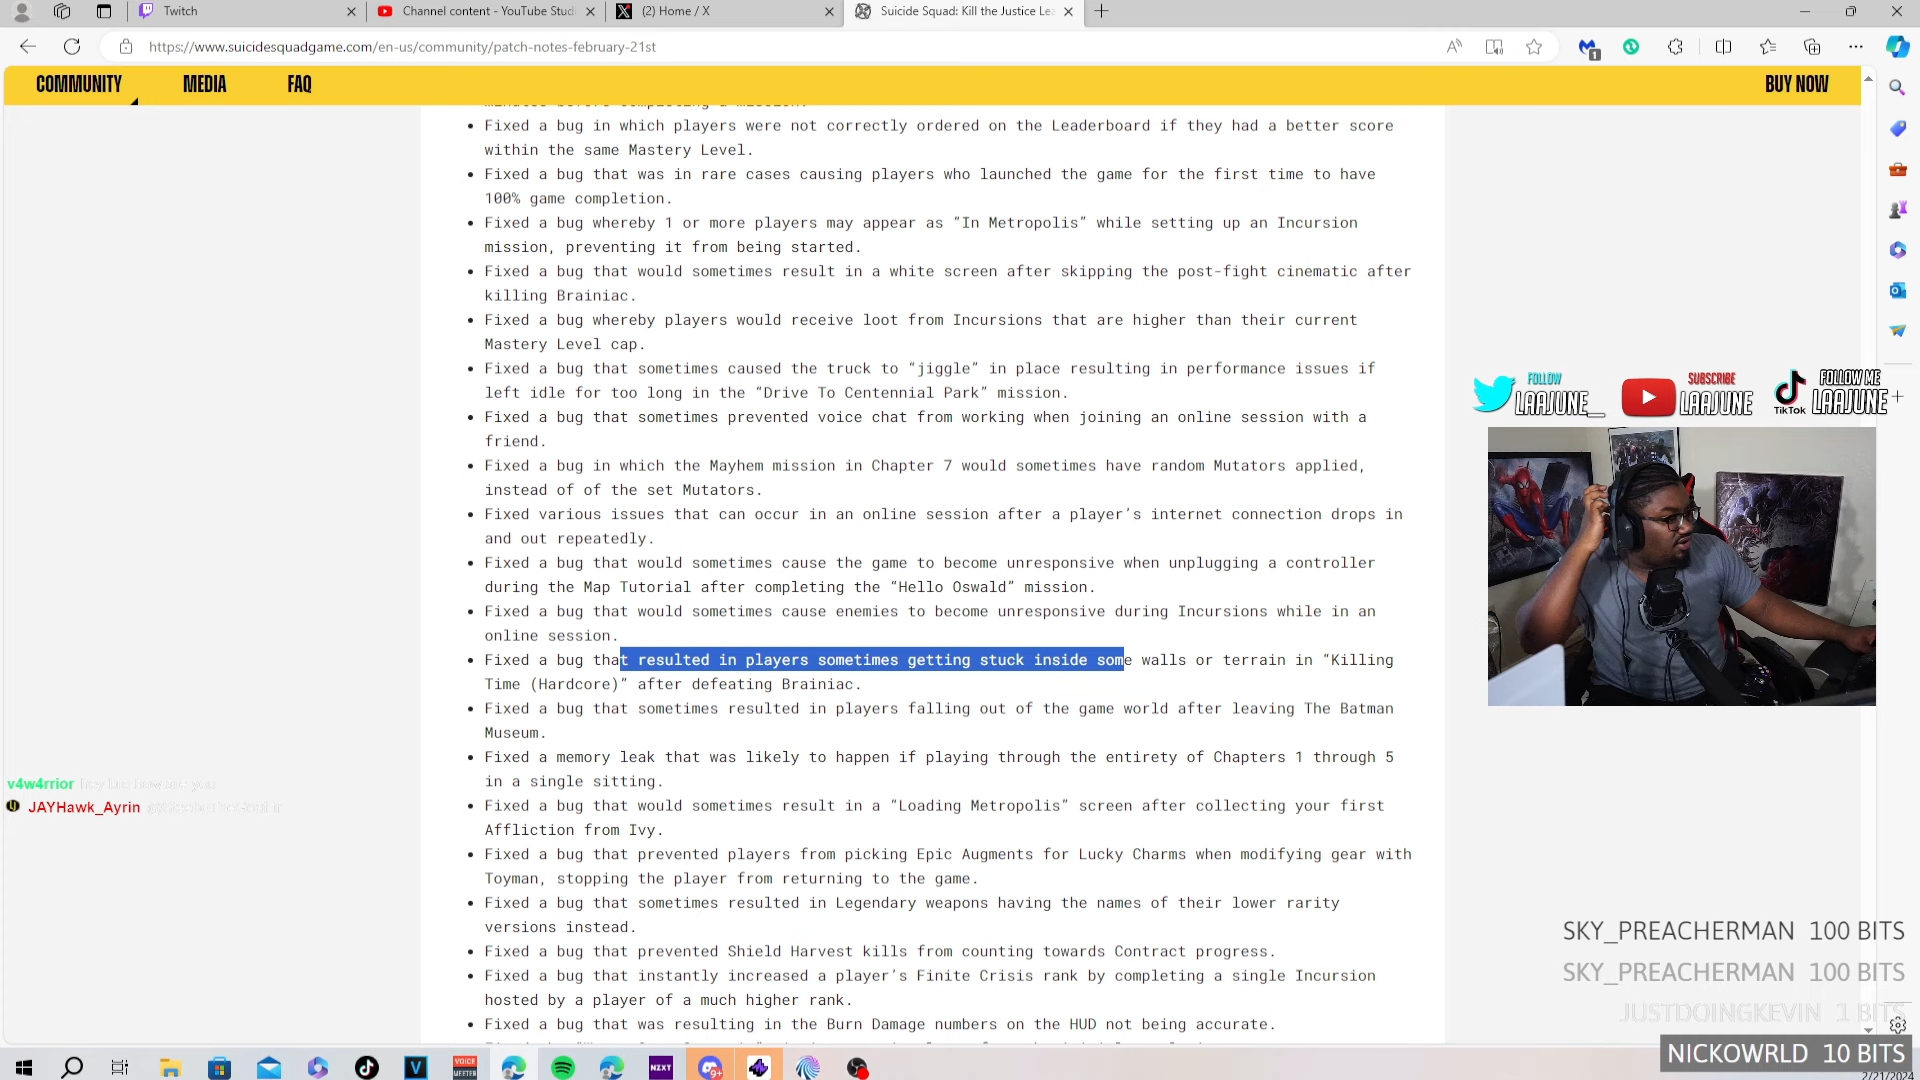 Twitch
Channel content - YouTube Stud
(2) Home / X
Suicide Squad: Kill the Justice Le
https://www.suicidesquadgame.com/en-us/community/patch-notes-february-21st
1
COMMUNITY
MEDIA
FAQ
BUY NOW
minutes before completing a mission.
• Fixed a bug in which players were not correctly ordered on the Leaderboard if they had a better score
within the same Mastery Level.
• Fixed a bug that was in rare cases causing players who launched the game for the first time to have
100% game completion.
• Fixed a bug whereby 1 or more players may appear as “In Metropolis” while setting up an Incursion
mission, preventing it from being started.
• Fixed a bug that would sometimes result in a white screen after skipping the post-fight cinematic after
killing Brainiac.
• Fixed a bug whereby players would receive loot from Incursions that are higher than their current
Mastery Level cap.
• Fixed a bug that sometimes caused the truck to “jiggle” in place resulting in performance issues if
left idle for too long in the “Drive To Centennial Park” mission.
• Fixed a bug that sometimes prevented voice chat from working when joining an online session with a
friend.
• Fixed a bug in which the Mayhem mission in Chapter 7 would sometimes have random Mutators applied,
instead of of the set Mutators.
• Fixed various issues that can occur in an online session after a player’s internet connection drops in
and out repeatedly.
• Fixed a bug that would sometimes cause the game to become unresponsive when unplugging a controller
during the Map Tutorial after completing the “Hello Oswald” mission.
• Fixed a bug that would sometimes cause enemies to become unresponsive during Incursions while in an
online session.
• Fixed a bug that resulted in players sometimes getting stuck inside some walls or terrain in “Killing
Time (Hardcore)” after defeating Brainiac.
• Fixed a bug that sometimes resulted in players falling out of the game world after leaving The Batman
Museum.
• Fixed a memory leak that was likely to happen if playing through the entirety of Chapters 1 through 5
in a single sitting.
• Fixed a bug that would sometimes result in a “Loading Metropolis” screen after collecting your first
Affliction from Ivy.
• Fixed a bug that prevented players from picking Epic Augments for Lucky Charms when modifying gear with
Toyman, stopping the player from returning to the game.
• Fixed a bug that sometimes resulted in Legendary weapons having the names of their lower rarity
versions instead.
• Fixed a bug that prevented Shield Harvest kills from counting towards Contract progress.
• Fixed a bug that instantly increased a player’s Finite Crisis rank by completing a single Incursion
hosted by a player of a much higher rank.
• Fixed a bug that was resulting in the Burn Damage numbers on the HUD not being accurate.
FOLLOW
LAAJUNE__
SUBSCRIBE
LAAJUNE
TikTok
FOLLOW ME
LAAJUNE
v4w4rrior hey bro how are you
JAYHawk_Ayrin
SKY_PREACHERMAN 100 BITS
SKY_PREACHERMAN 100 BITS
JUSTDOINGKEVIN 1 BITS
NICKOWRLD 10 BITS
VOICE
MEETER
NZXT
9+
2/21/2024